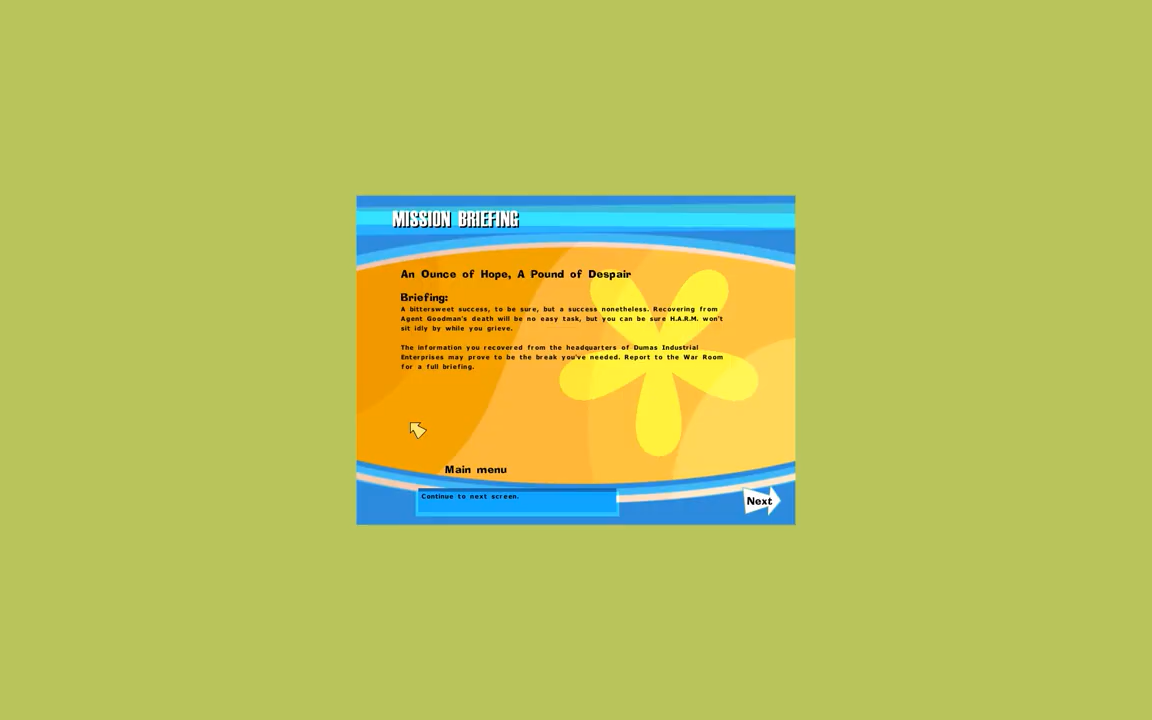 MISSION BRIEFING
An Ounce of Hope, A Pound of Despair
Briefing:
A bittersweet success, to be sure, but a success nonetheless. Recovering from
Agent Goodman's death will be no easy task, but you can be sure H.A.R.M. won't
sit idly by while you grieve.
The information you recovered from the headquarters of Dumas Industrial
Enterprises may prove to be the break you've needed. Report to the War Room
for a full briefing.
Main menu
Continue to next screen.
Next